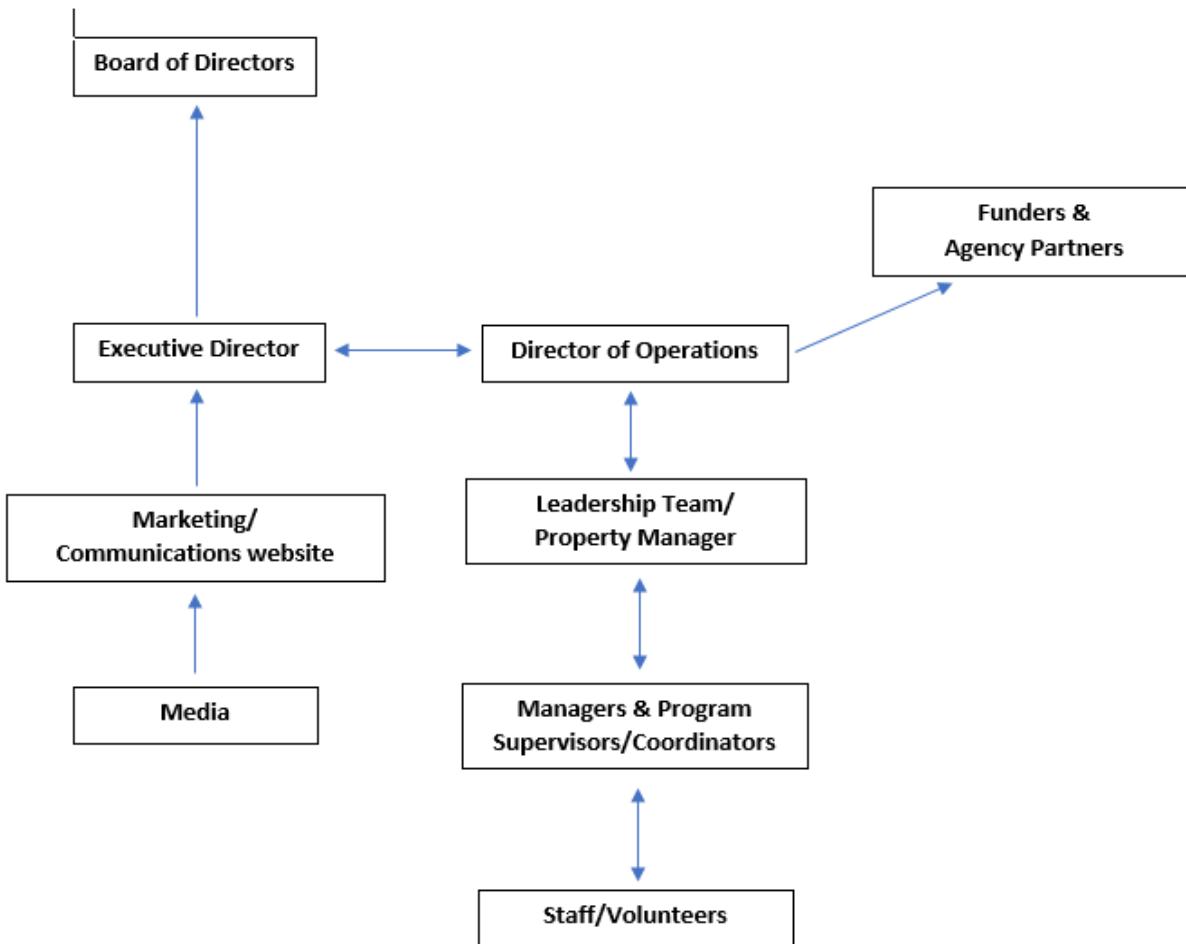 Board of Directors
Funders &
Agency Partners
Executive Director
Director of Operations
Marketing/
Communications website
Leadership Team/
Property Manager
Media
Managers & Program
Supervisors/Coordinators
Staff/Volunteers